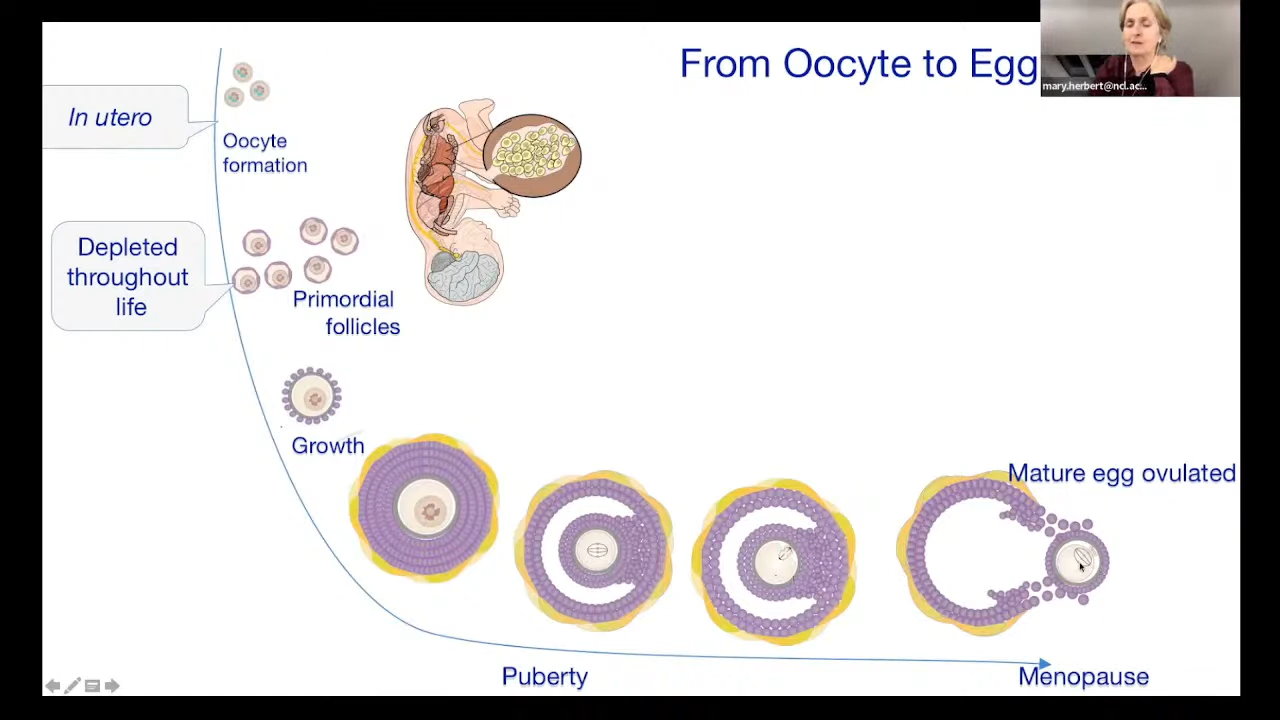 From Oocyte to Egg
mary.herbert@ncl.ac...
In utero
Oocyte
formation
Depleted
throughout
life
Primordial
follicles
Growth
Mature egg ovulated
Puberty
Menopause